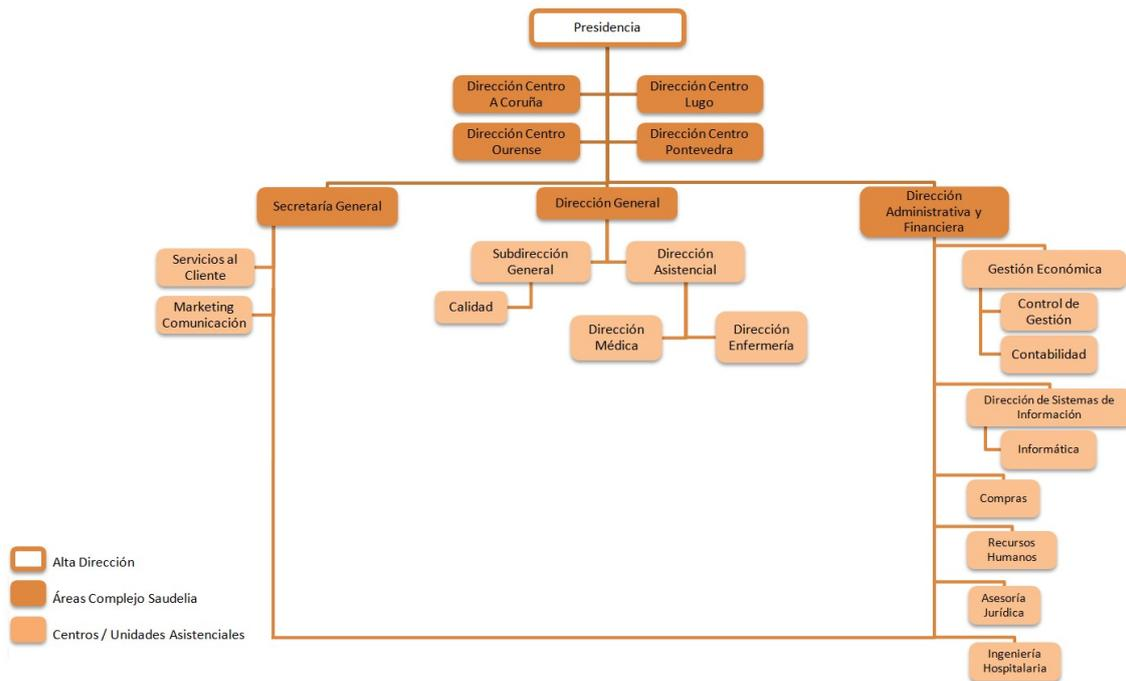 Presidencia
Dirección Centro
A Coruña
Dirección Centro
Lugo
Dirección Centro
Ourense
Dirección Centro
Pontevedra
Secretaría General
Dirección General
Dirección
Administrativa y
Financiera
Servicios al
Cliente
Marketing
Comunicación
Subdirección
General
Dirección
Asistencial
Calidad
Dirección
Médica
Dirección
Enfermería
Gestión Económica
Control de
Gestión
Contabilidad
Dirección de Sistemas de
Información
Informática
Compras
Recursos
Humanos
Asesoría
Jurídica
Ingeniería
Hospitalaria
Alta Dirección
Áreas Complejo Saudelia
Centros / Unidades Asistenciales